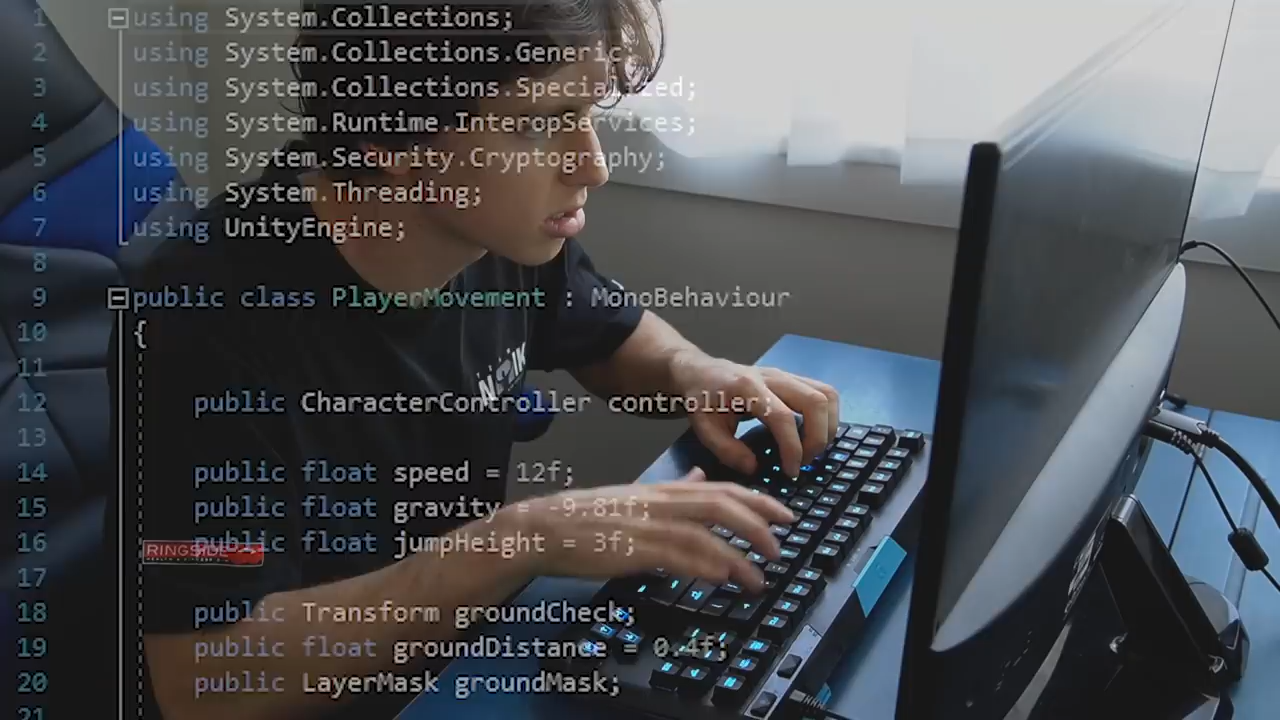 1 using System.Collections;
2 using System.Collections.Generic;
3 using System.Collections.Specialized;
4 using System.Runtime.InteropServices;
5 using System.Security.Cryptography;
6 using System.Threading;
7 using UnityEngine;
8
9 public class PlayerMovement : MonoBehaviour
10 {
11
12 public CharacterController controller;
13
14 public float speed = 12f;
15 public float gravity = -9.81f;
16 public float jumpHeight = 3f;
RINGSIDE
17
18 public Transform groundCheck;
19 public float groundDistance = 0.4f;
20 public LayerMask groundMask;
21